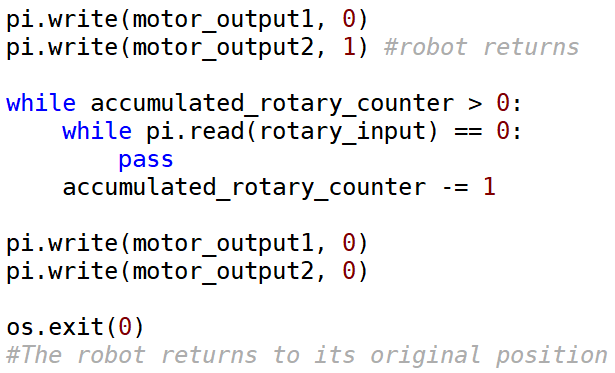 pi.write(motor_output1, 0)
pi.write(motor_output2, 1) #robot returns

while accumulated_rotary_counter > 0:
    while pi.read(rotary_input) == 0:
        pass
    accumulated_rotary_counter -= 1

pi.write(motor_output1, 0)
pi.write(motor_output2, 0)

os.exit(0)
#The robot returns to its original position